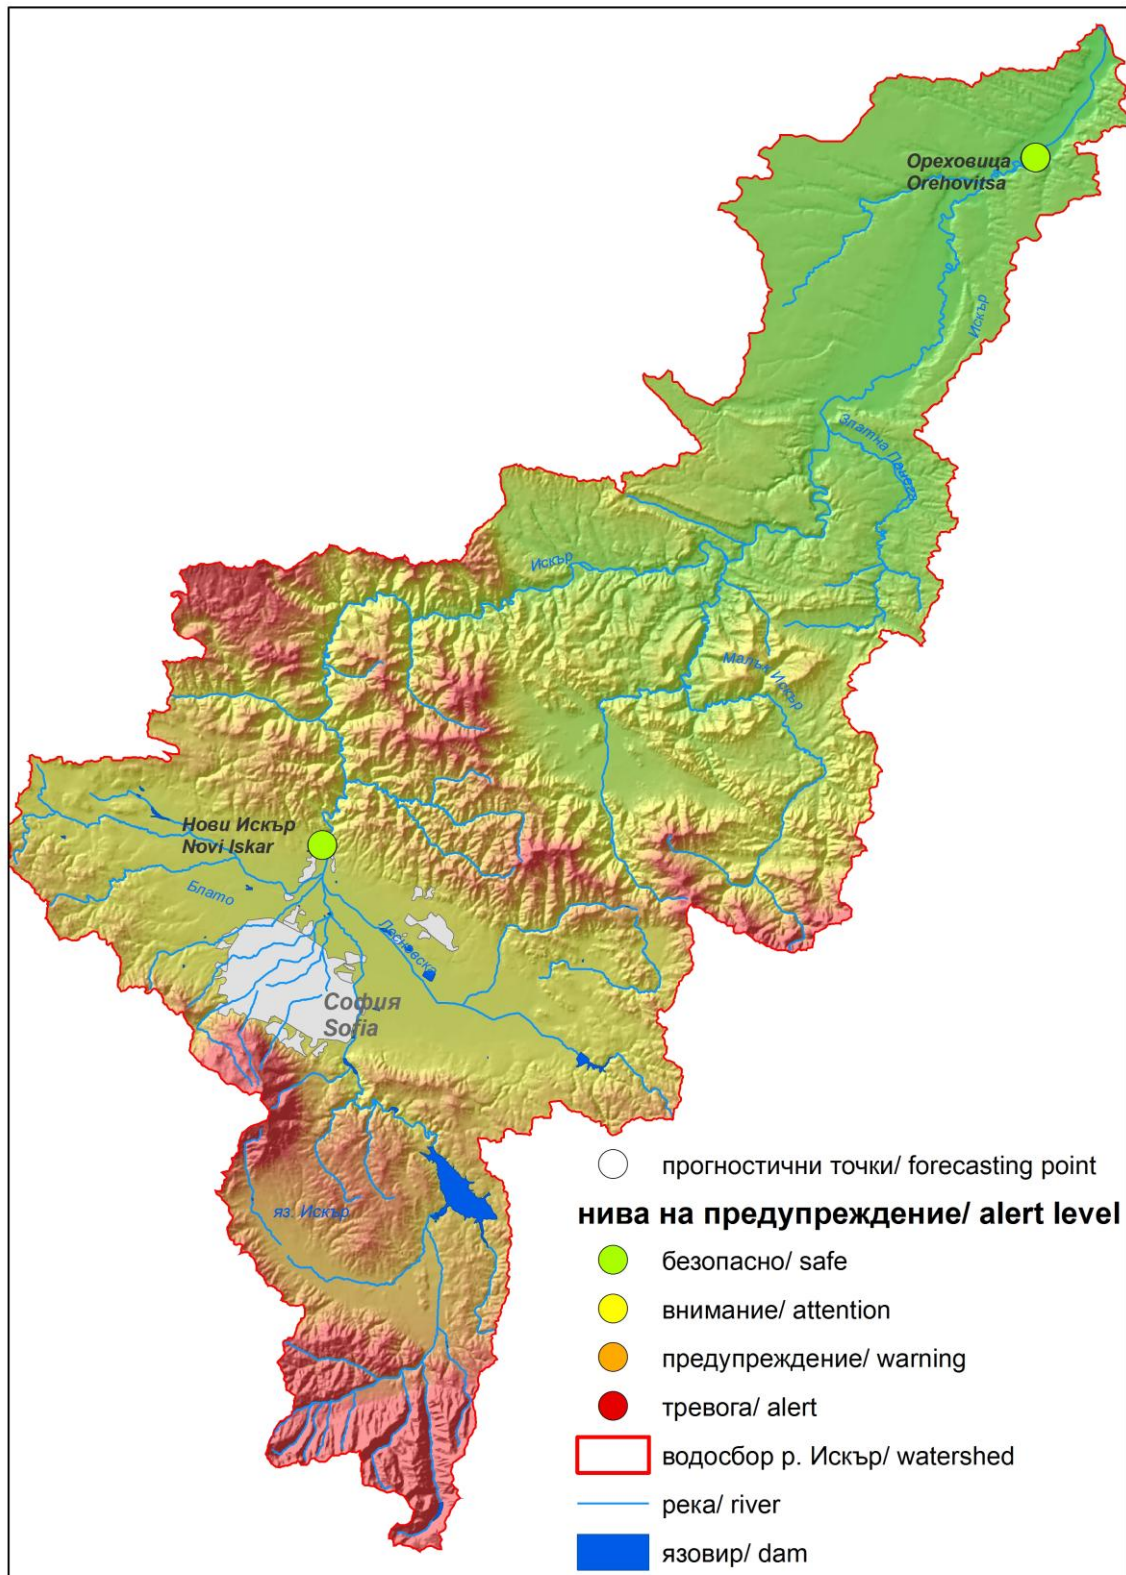 Ореховица
Orehovitsa
Искър
Златна Панега
Искър
Малък Искър
Нови Искър
Novi Iskar
Блато
Лесновска
София
Sofia
яз. Искър
прогностични точки/ forecasting point
нива на предупреждение/ alert level
безопасно/ safe
внимание/ attention
предупреждение/ warning
тревога/ alert
водосбор р. Искър/ watershed
река/ river
язовир/ dam